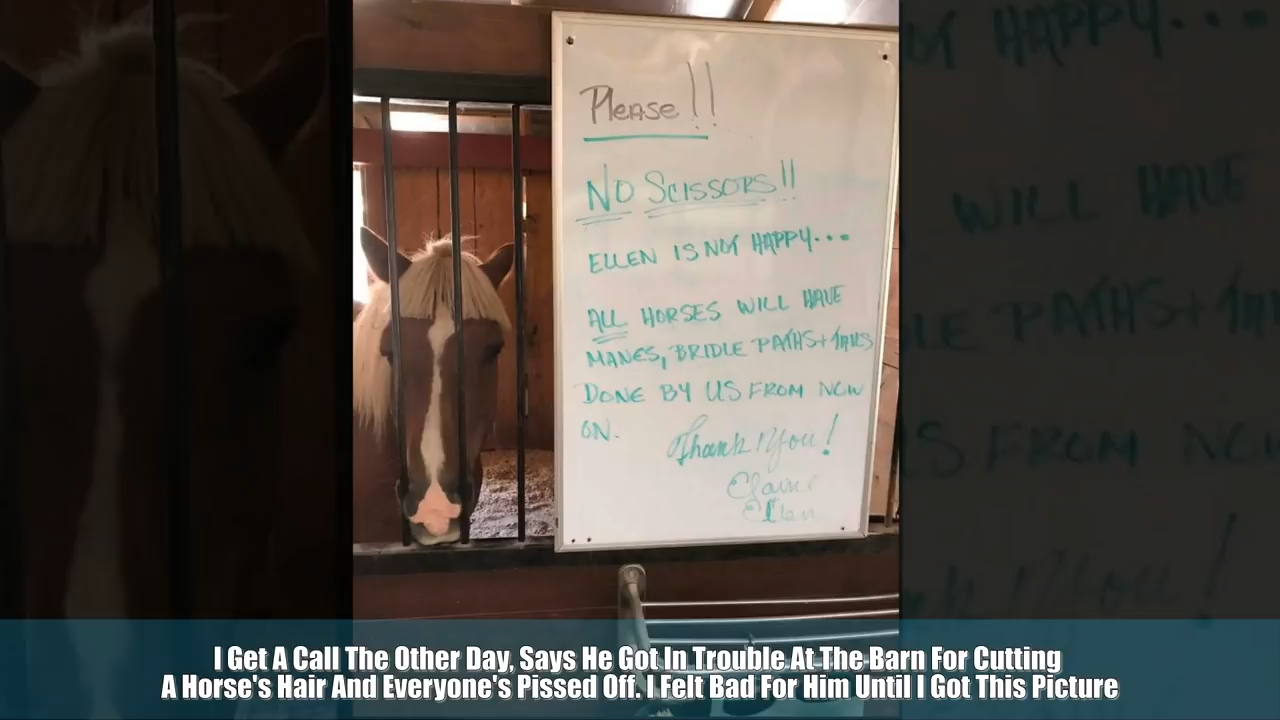 Please!!
No Scissors!!
ELLEN IS NOT HAPPY...
ALL HORSES WILL HAVE
MANES, BRIDLE PATHS + TAILS
DONE BY US FROM NOW
ON.
Thank You!
Elaine
Ellen
I Get A Call The Other Day, Says He Got In Trouble At The Barn For Cutting
A Horse's Hair And Everyone's Pissed Off. I Felt Bad For Him Until I Got This Picture